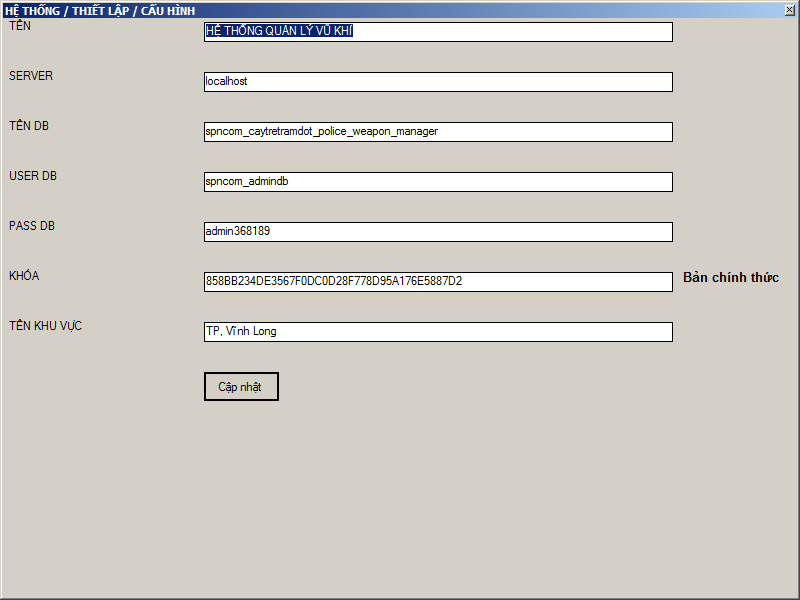 HỆ THỐNG / THIẾT LẬP / CẤU HÌNH
TÊN
HỆ THỐNG QUẢN LÝ VŨ KHÍ
SERVER
localhost
TÊN DB
spncom_caytretramdot_police_weapon_manager
USER DB
spncom_admindb
PASS DB
admin368189
KHÓA
858BB234DE3567F0DC0D28F778D95A176E5887D2
Bản chính thức
TÊN KHU VỰC
TP, Vĩnh Long
Cập nhật